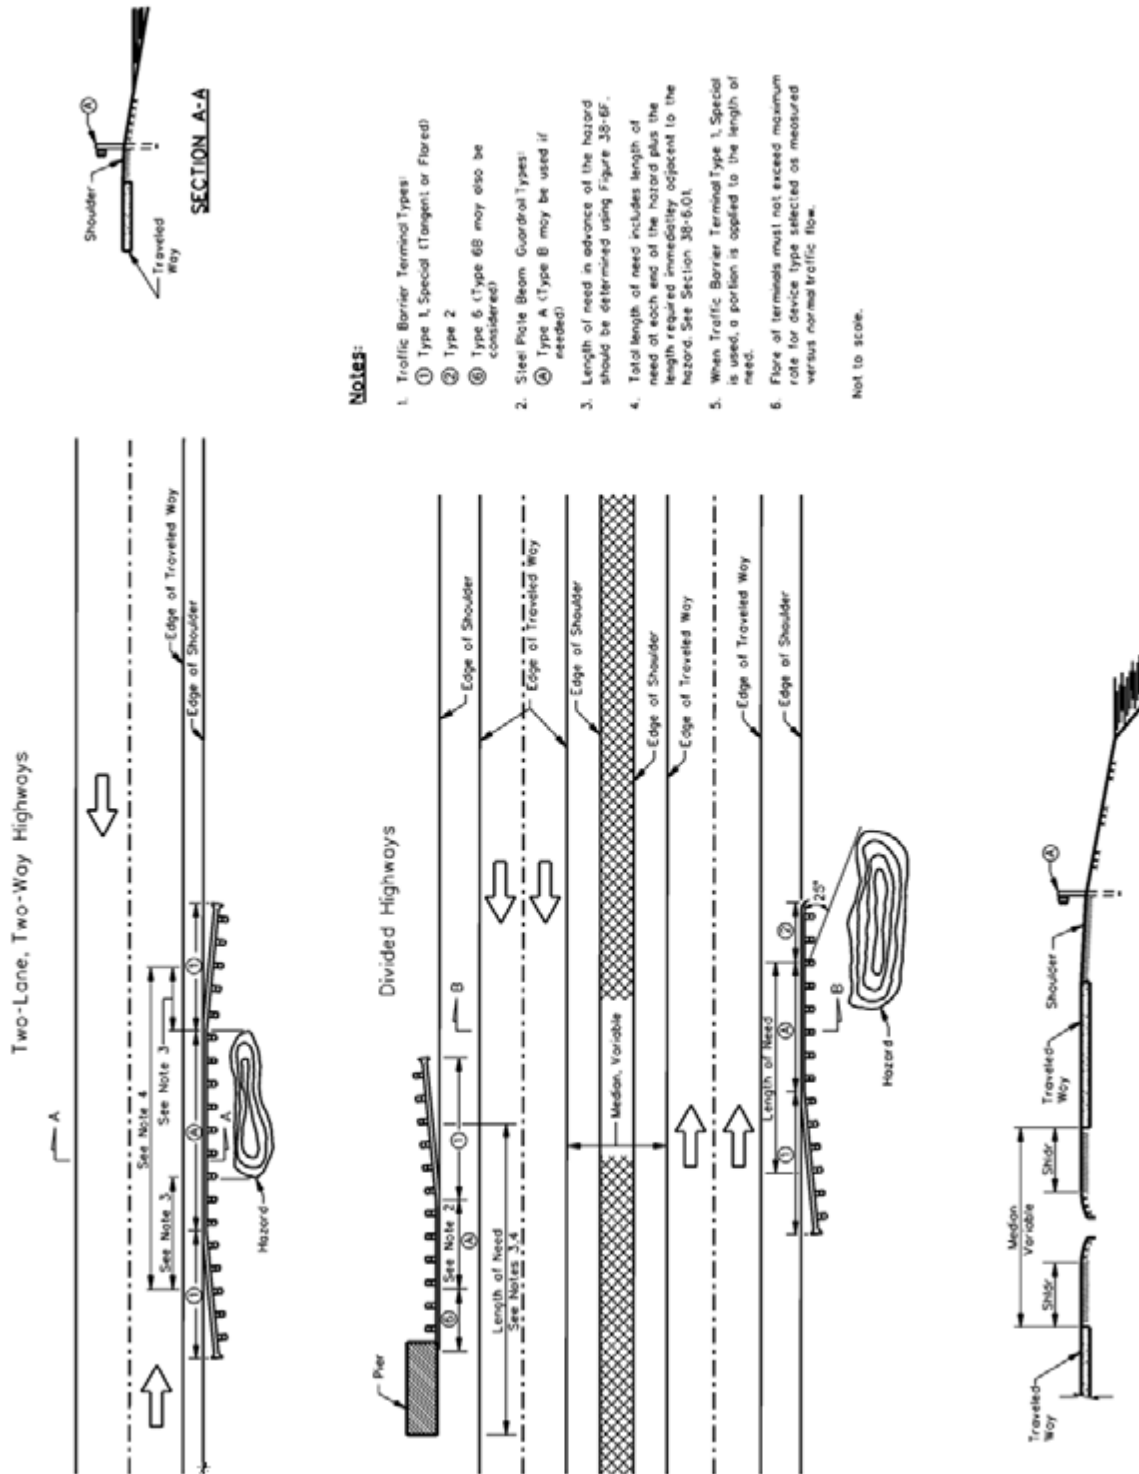 Two-Lane, Two-Way Highways
A
See Note 4
See Note 3
See Note 3
Edge of Traveled Way
Edge of Shoulder
1
A
1
A
Hazard
Shoulder
A
Traveled
Way
SECTION A-A
Divided Highways
Pier
6
See Note 2
A
1
Length of Need
See Notes 3,4
B
Edge of Shoulder
Edge of Traveled Way
Edge of Shoulder
Median, Variable
Edge of Shoulder
Edge of Traveled Way
Edge of Traveled Way
Edge of Shoulder
Length of Need
1
A
2
25°
B
Hazard
Notes:
1. Traffic Barrier Terminal Types:
1 Type 1, Special (Tangent or Flared)
2 Type 2
6 Type 6 (Type 6B may also be
considered)
2. Steel Plate Beam Guardrail Types:
A Type A (Type B may be used if
needed)
3. Length of need in advance of the hazard
should be determined using Figure 38-6F.
4. Total length of need includes length of
need at each end of the hazard plus the
length required immediatley adjacent to the
hazard. See Section 38-6.01.
5. When Traffic Barrier Terminal Type 1, Special
is used, a portion is applied to the length of
need.
6. Flare of terminals must not exceed maximum
rate for device type selected as measured
versus normal traffic flow.
Not to scale.
Traveled
Way
Shldr
Median
Variable
Shldr
Traveled
Way
Shoulder
A